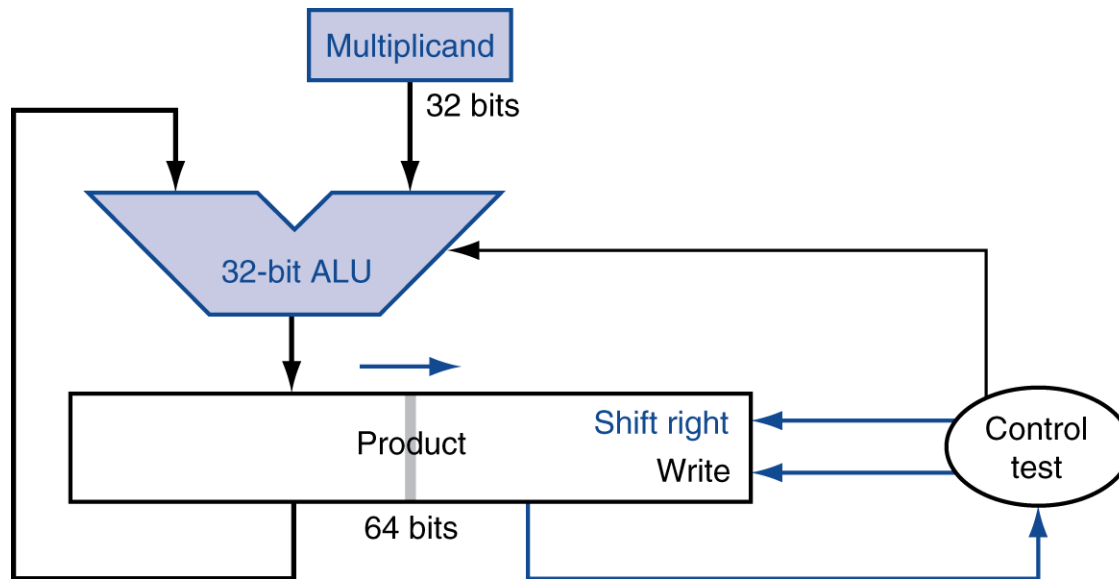 Multiplicand
32 bits
32-bit ALU
Product
Shift right
Write
64 bits
Control
test